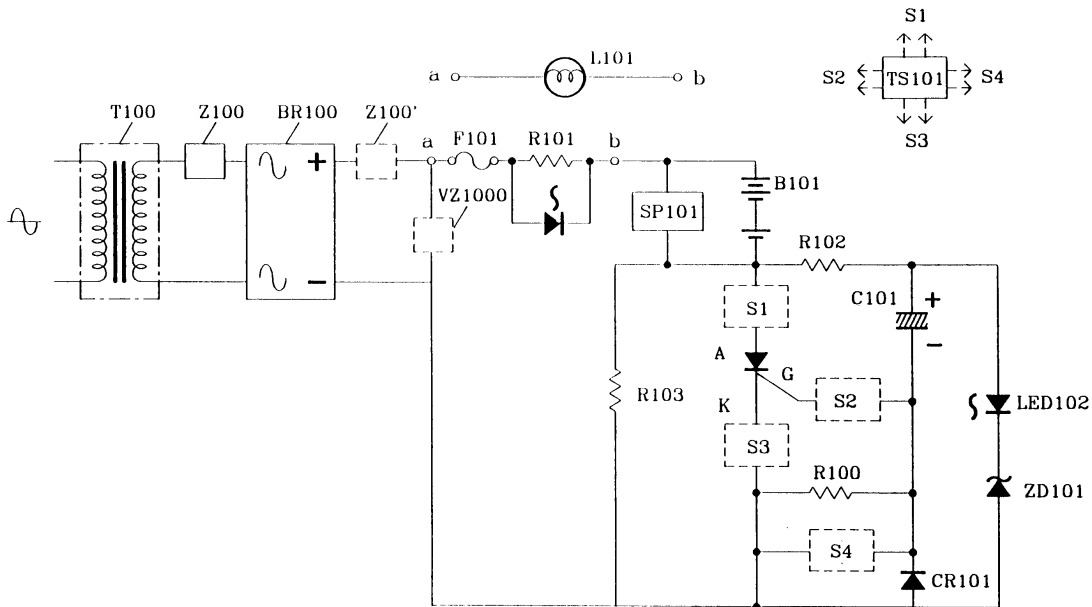 S1
L101
a b
S2 TS101 S4
T100 Z100 BR100 Z100' a F101 R101 b
S3
+
VZ1000
B101
SP101
R102
−
C101 +
S1
−
A
G
R103
S2
K
LED102
S3
R100
ZD101
S4
CR101